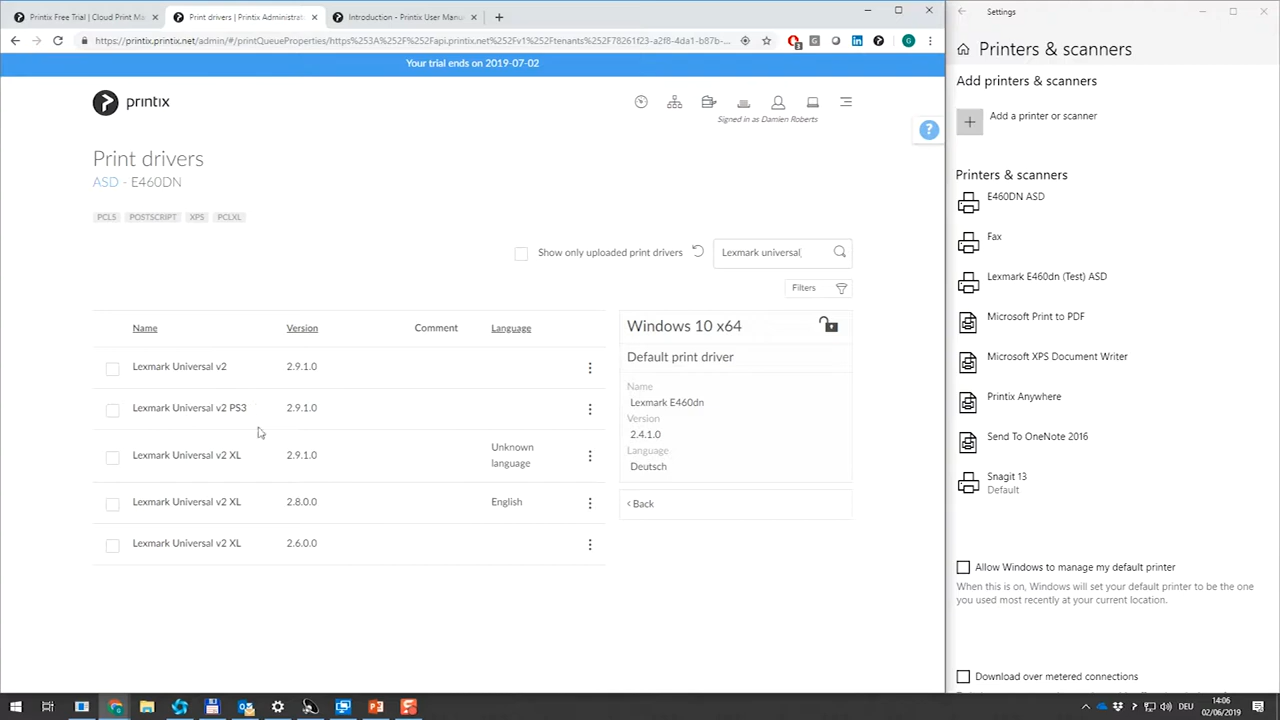 Printix Free Trial | Cloud Print Ma
Print drivers | Printix Administrat
Introduction - Printix User Manu
https://printix.printix.net/admin/#/printQueueProperties/https%253A%252F%252Fapi.printix.net%252Fv1%252Ftenants%252F78261f23-a2f8-4da1-b87b-...
Your trial ends on 2019-07-02
printix
Signed in as Damien Roberts
?
Print drivers
ASD - E460DN
PCL5 POSTSCRIPT XPS PCLXL
Show only uploaded print drivers
Lexmark universal
Filters
Name Version Comment Language
Lexmark Universal v2 2.9.1.0
Lexmark Universal v2 PS3 2.9.1.0
Lexmark Universal v2 XL 2.9.1.0 Unknown language
Lexmark Universal v2 XL 2.8.0.0 English
Lexmark Universal v2 XL 2.6.0.0
Windows 10 x64
Default print driver
Name
Lexmark E460dn
Version
2.4.1.0
Language
Deutsch
< Back
Settings
Printers & scanners
Add printers & scanners
Add a printer or scanner
Printers & scanners
E460DN ASD
Fax
Lexmark E460dn (Test) ASD
Microsoft Print to PDF
Microsoft XPS Document Writer
Printix Anywhere
Send To OneNote 2016
Snagit 13
Default
Allow Windows to manage my default printer
When this is on, Windows will set your default printer to be the one
you used most recently at your current location.
Download over metered connections
DEU
14:06
02/06/2019